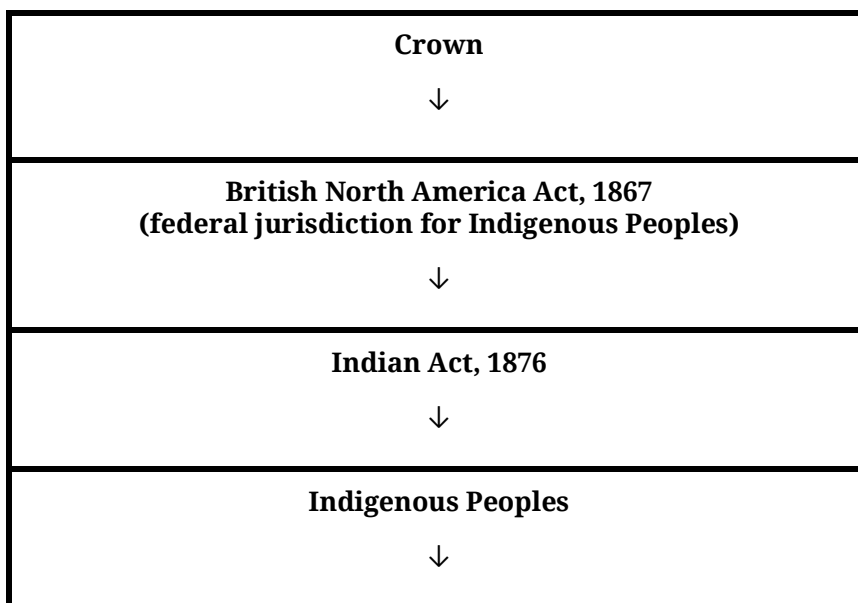 Crown
↓
British North America Act, 1867
(federal jurisdiction for Indigenous Peoples)
↓
Indian Act, 1876
↓
Indigenous Peoples
↓